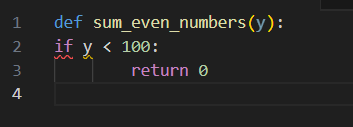 1 def sum_even_numbers(y):
2 if y < 100:
3         return 0
4